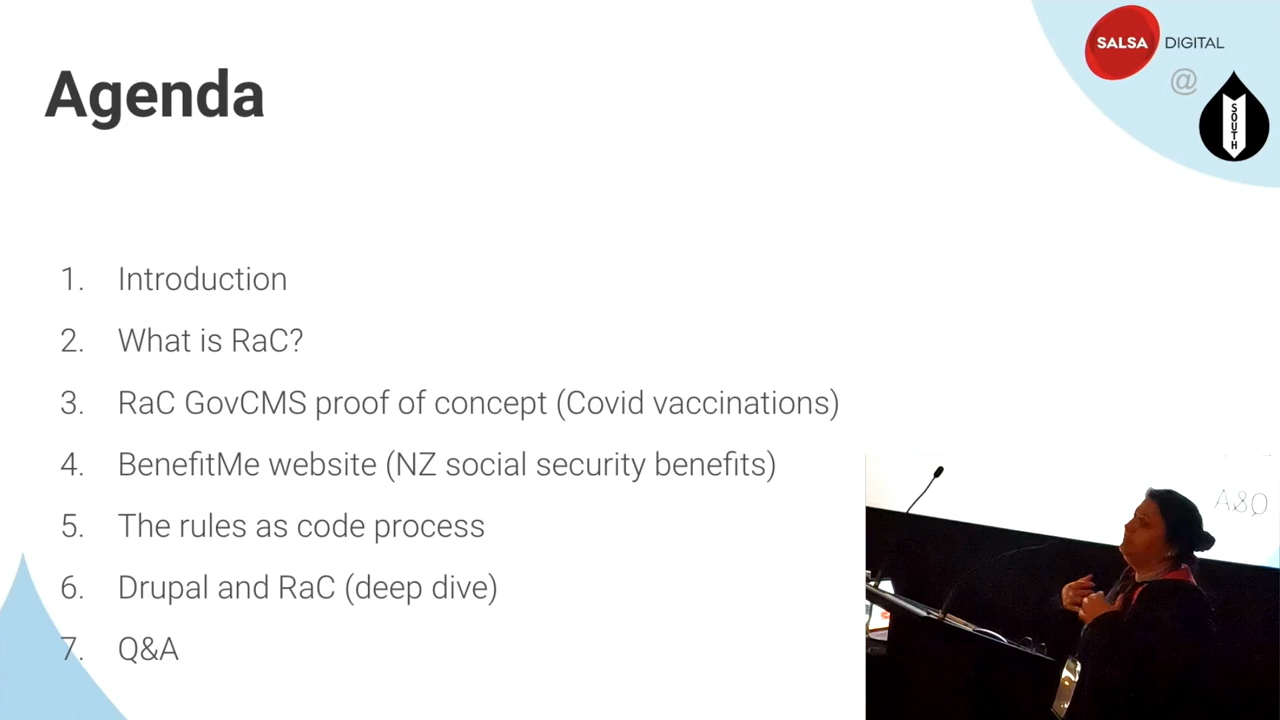 SALSA DIGITAL
@
SOUTH
Agenda
1. Introduction
2. What is RaC?
3. RaC GovCMS proof of concept (Covid vaccinations)
4. BenefitMe website (NZ social security benefits)
5. The rules as code process
6. Drupal and RaC (deep dive)
7. Q&A